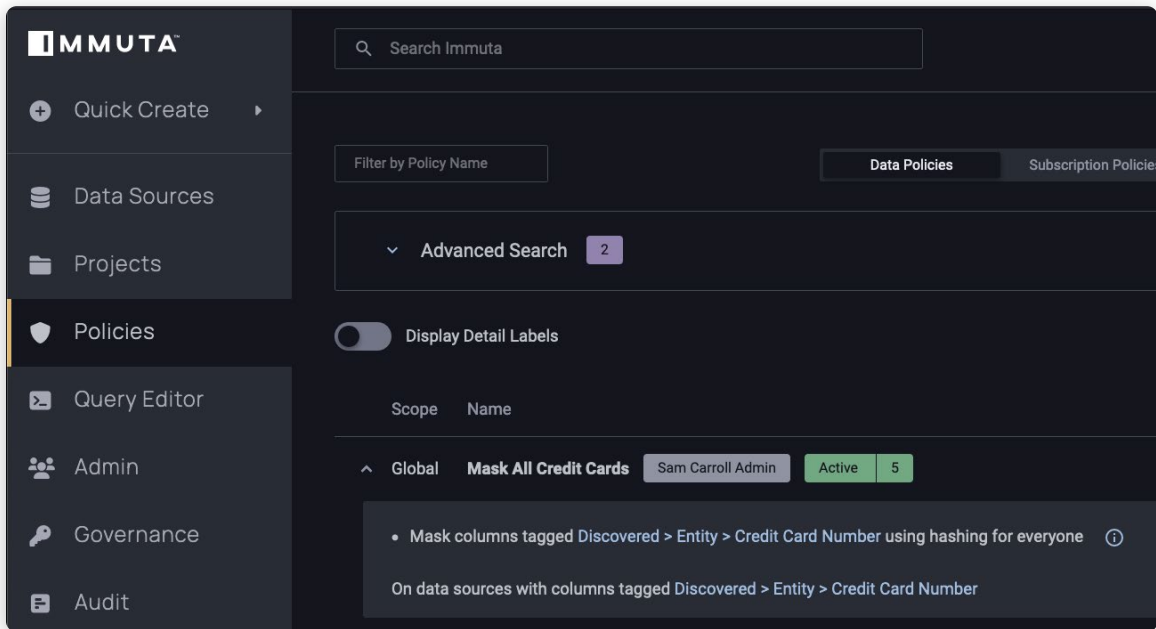 IMMUTA™
Search Immuta
Quick Create
Filter by Policy Name
Data Policies
Subscription Policies
Data Sources
Advanced Search 2
Projects
Policies
Display Detail Labels
Query Editor
Scope Name
Admin
Global Mask All Credit Cards Sam Carroll Admin Active 5
Governance
• Mask columns tagged Discovered > Entity > Credit Card Number using hashing for everyone
On data sources with columns tagged Discovered > Entity > Credit Card Number
Audit